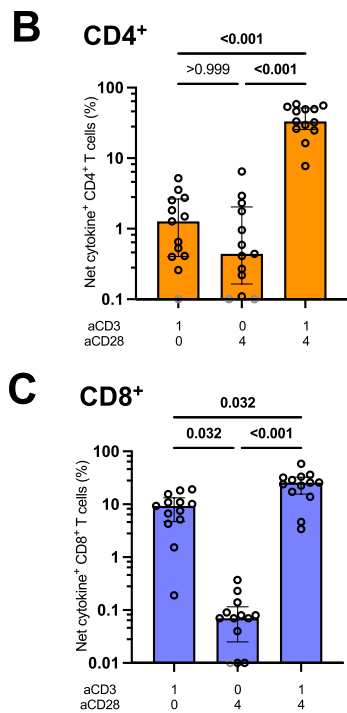 B
CD4⁺
<0.001
>0.999 <0.001
Net cytokine⁺ CD4⁺ T cells (%)
100
10
1
0.1
aCD3 1 0 1
aCD28 0 4 4
C
CD8⁺
0.032
0.032 <0.001
Net cytokine⁺ CD8⁺ T cells (%)
100
10
1
0.1
0.01
aCD3 1 0 1
aCD28 0 4 4